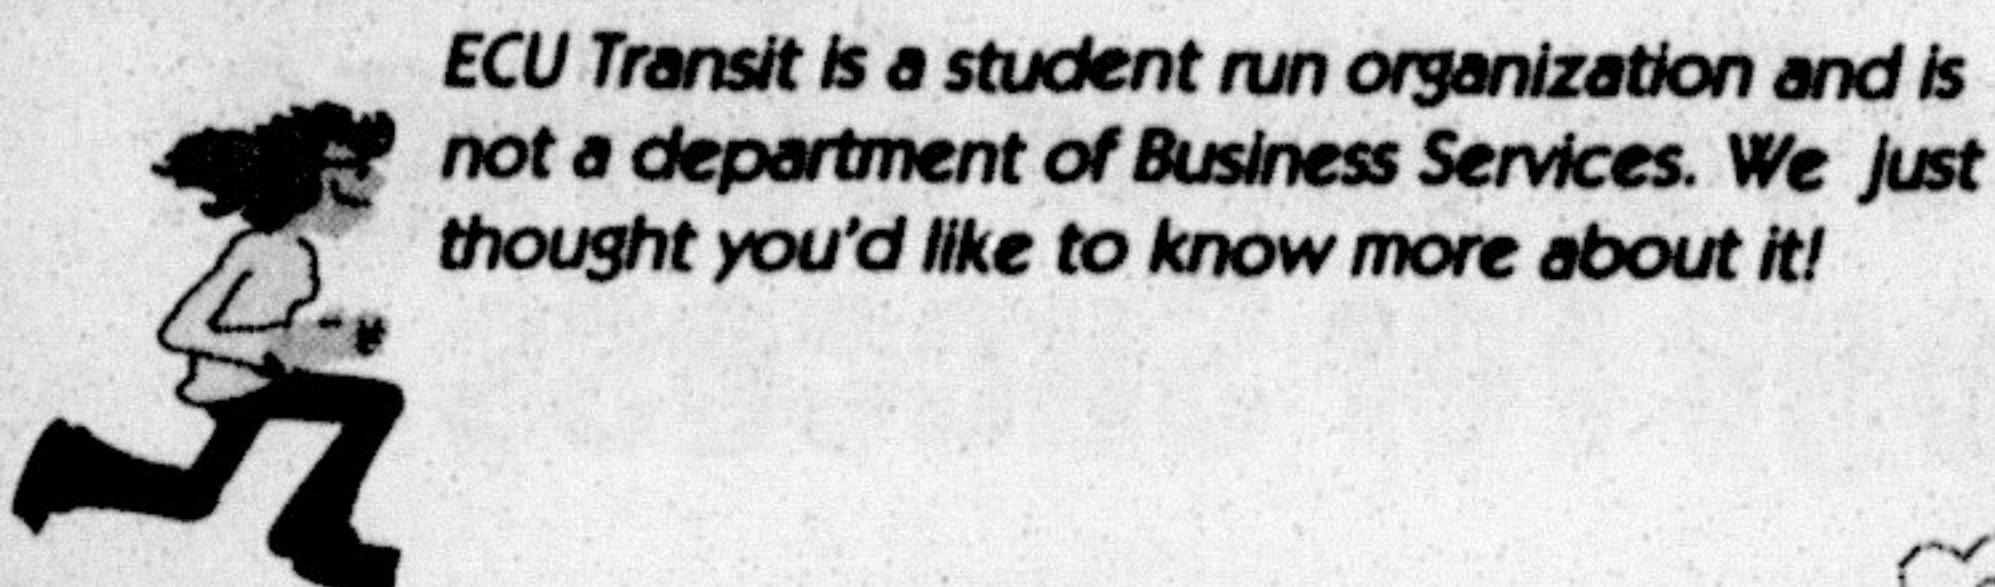 ECU Transit is a student run organization and is
not a department of Business Services. We just
thought you'd like to know more about it!